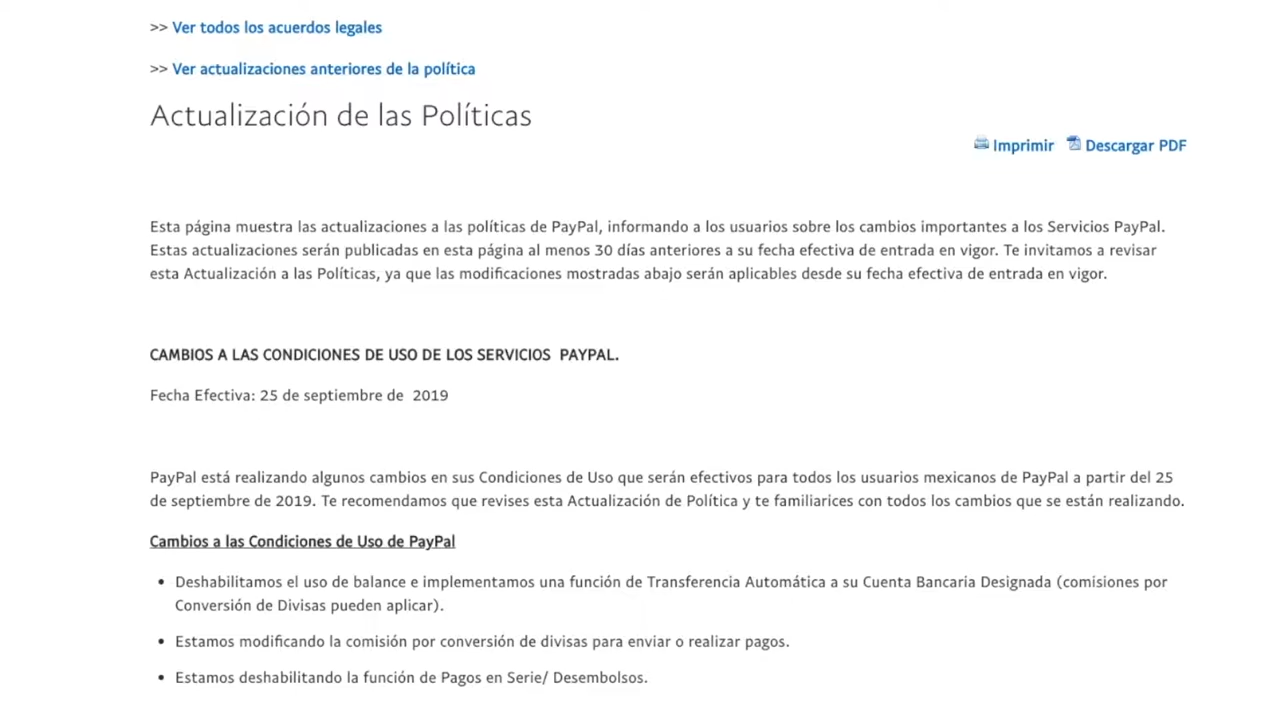 >> Ver todos los acuerdos legales
>> Ver actualizaciones anteriores de la política
Actualización de las Políticas
Imprimir Descargar PDF
Esta página muestra las actualizaciones a las políticas de PayPal, informando a los usuarios sobre los cambios importantes a los Servicios PayPal.
Estas actualizaciones serán publicadas en esta página al menos 30 días anteriores a su fecha efectiva de entrada en vigor. Te invitamos a revisar
esta Actualización a las Políticas, ya que las modificaciones mostradas abajo serán aplicables desde su fecha efectiva de entrada en vigor.
CAMBIOS A LAS CONDICIONES DE USO DE LOS SERVICIOS  PAYPAL.
Fecha Efectiva: 25 de septiembre de  2019
PayPal está realizando algunos cambios en sus Condiciones de Uso que serán efectivos para todos los usuarios mexicanos de PayPal a partir del 25
de septiembre de 2019. Te recomendamos que revises esta Actualización de Política y te familiarices con todos los cambios que se están realizando.
Cambios a las Condiciones de Uso de PayPal
• Deshabilitamos el uso de balance e implementamos una función de Transferencia Automática a su Cuenta Bancaria Designada (comisiones por
Conversión de Divisas pueden aplicar).
• Estamos modificando la comisión por conversión de divisas para enviar o realizar pagos.
• Estamos deshabilitando la función de Pagos en Serie/ Desembolsos.